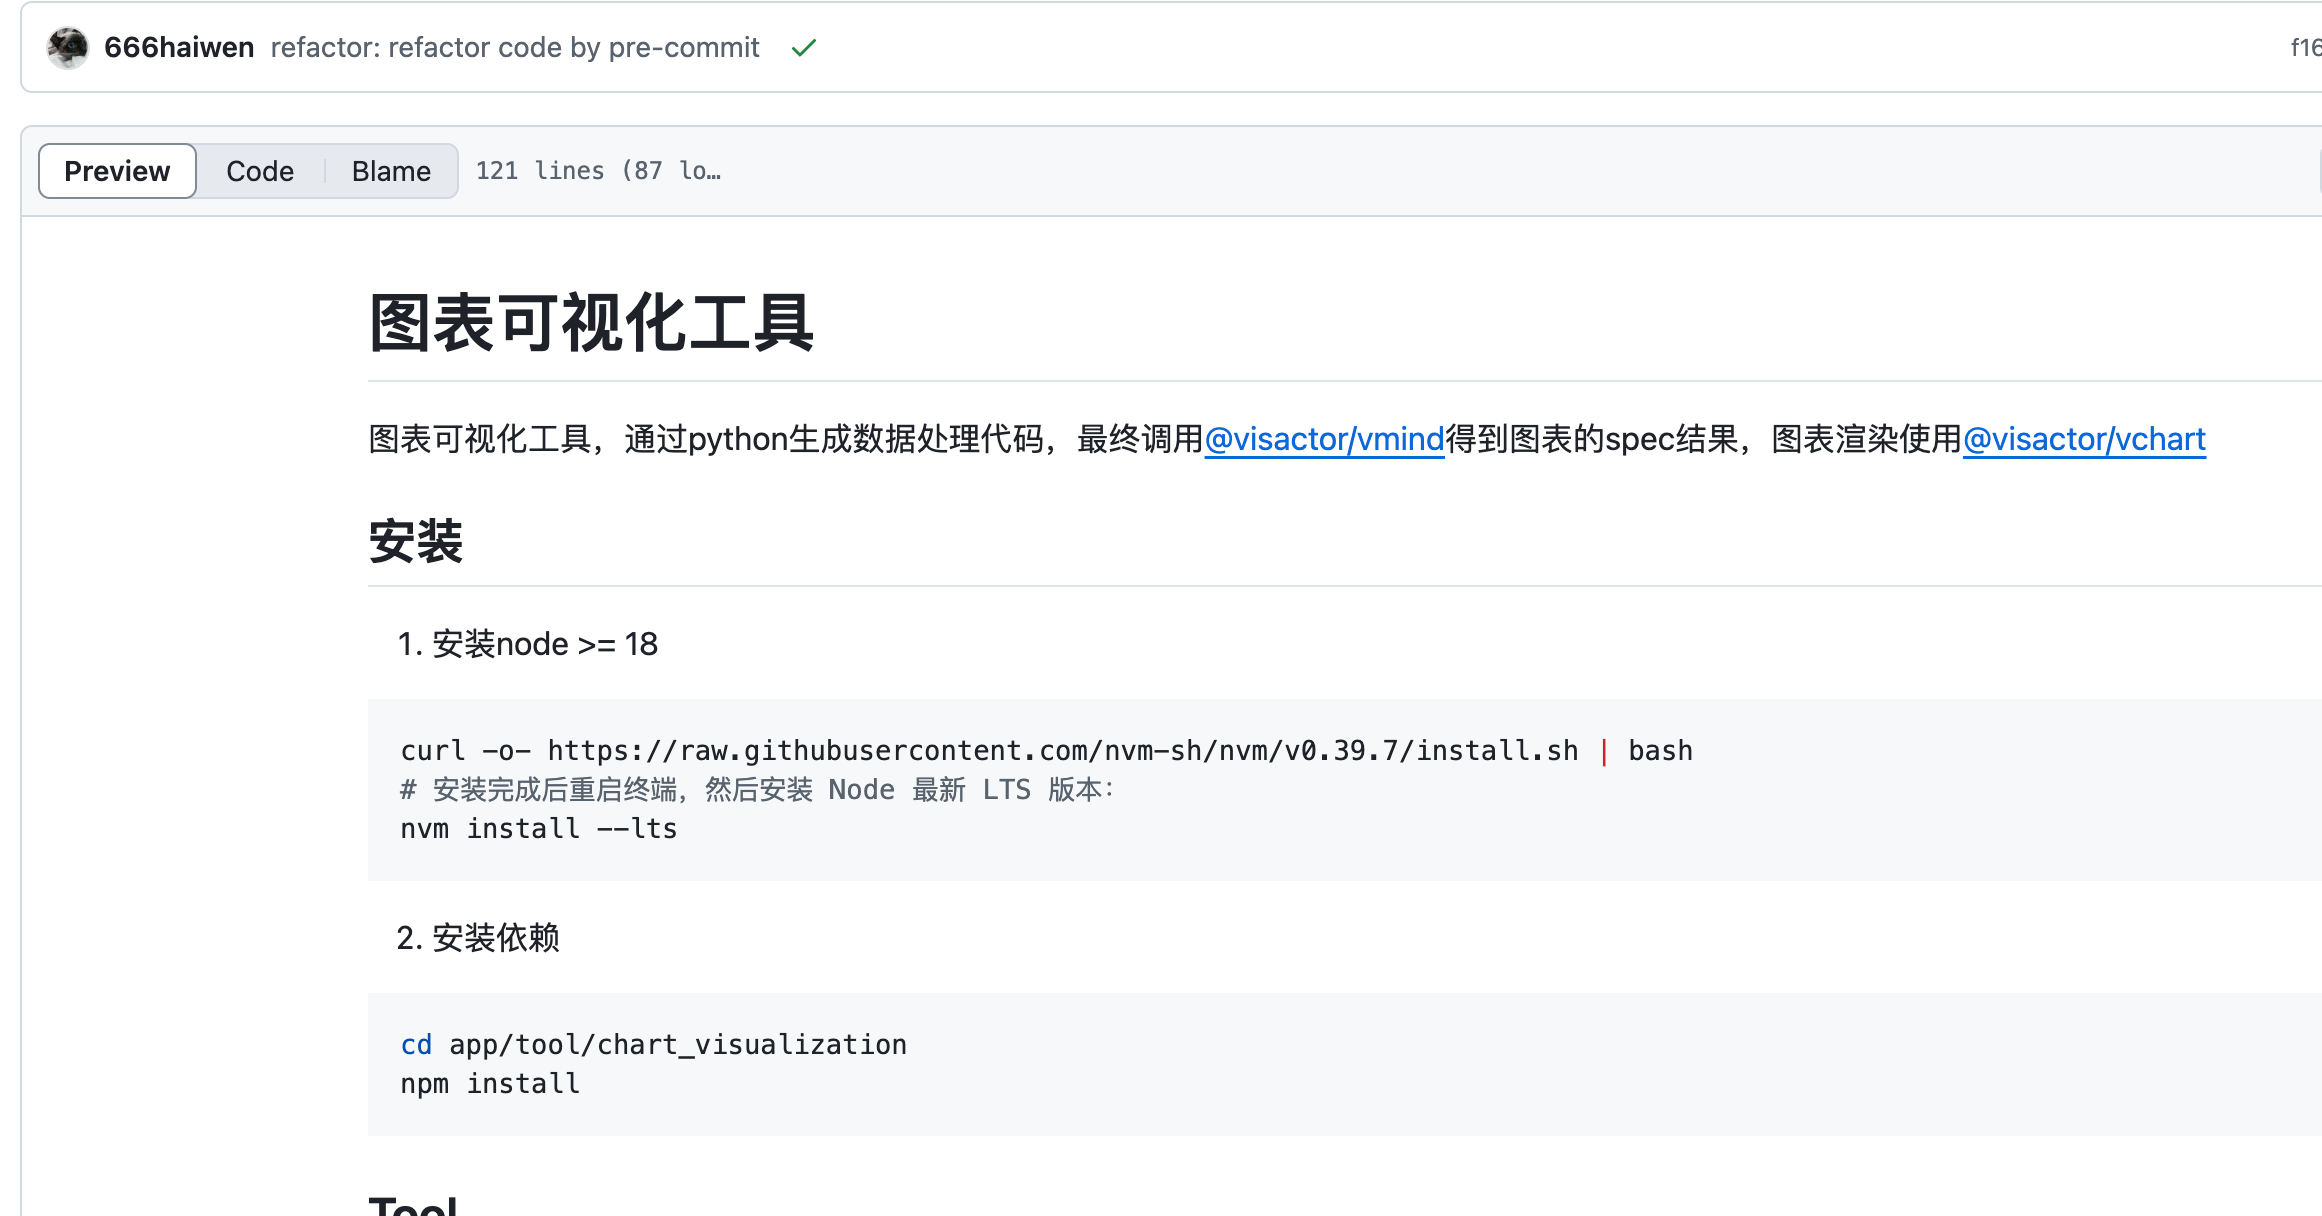 666haiwen refactor: refactor code by pre-commit
f16
Preview Code Blame 121 lines (87 lo…
图表可视化工具
图表可视化工具，通过python生成数据处理代码，最终调用@visactor/vmind得到图表的spec结果，图表渲染使用@visactor/vchart
安装
1. 安装node >= 18
curl -o- https://raw.githubusercontent.com/nvm-sh/nvm/v0.39.7/install.sh | bash
# 安装完成后重启终端，然后安装 Node 最新 LTS 版本：
nvm install --lts
2. 安装依赖
cd app/tool/chart_visualization
npm install
Tool